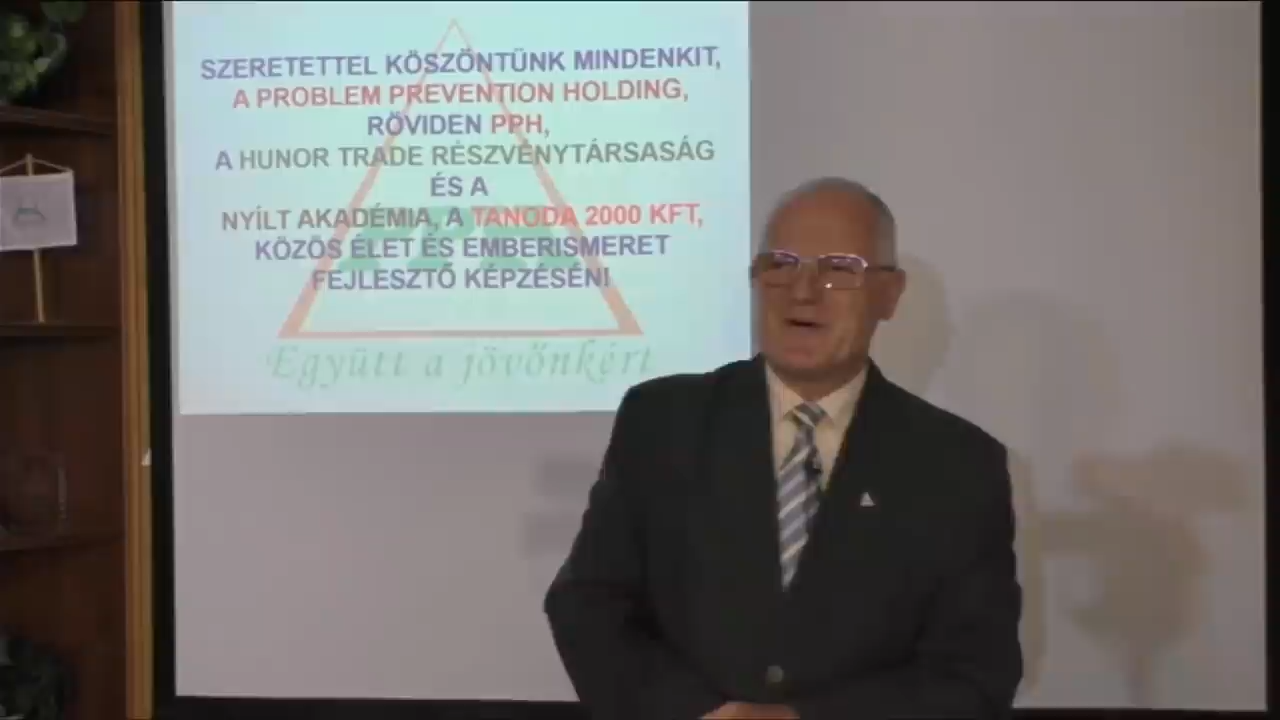 SZERETETTEL KÖSZÖNTÜNK MINDENKIT,
A PROBLEM PREVENTION HOLDING,
RÖVIDEN PPH,
A HUNOR TRADE RÉSZVÉNYTÁRSASÁG
ÉS A
NYÍLT AKADÉMIA, A TANODA 2000 KFT,
KÖZÖS ÉLET ÉS EMBERISMERET
FEJLESZTŐ KÉPZÉSÉN!
Együtt a jövőnkért